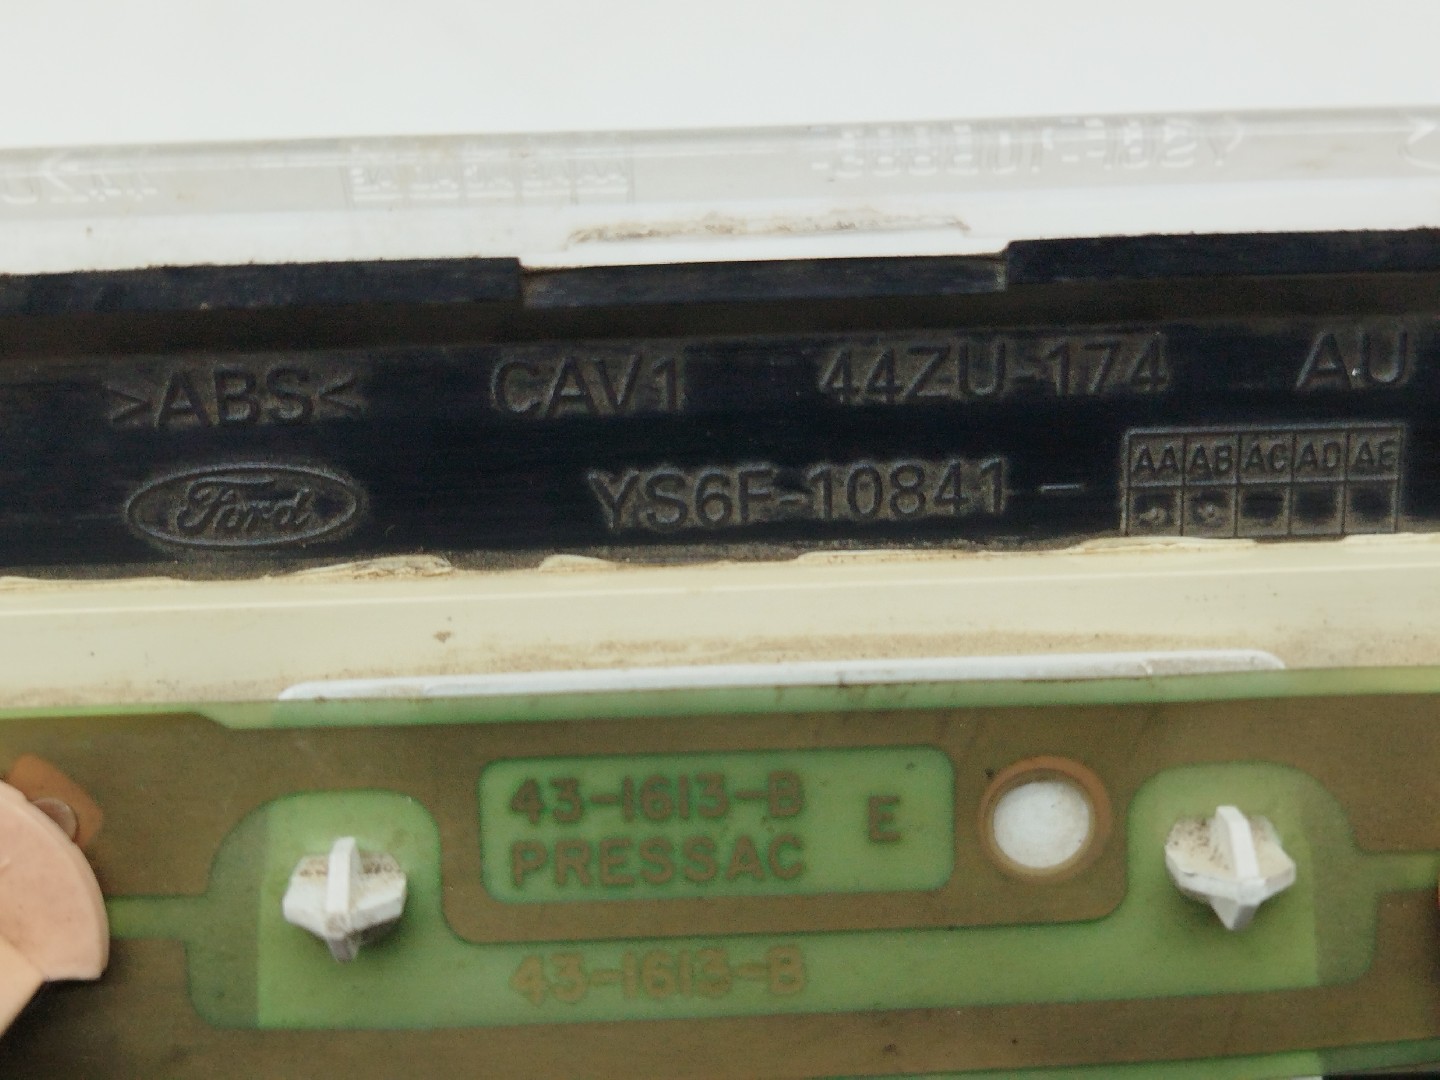 >ABS< CAV1 44ZU-174 AU
Ford YS6F-10841 -
AA AB AC AD AE
43-1613-B E
PRESSAC
43-1613-B